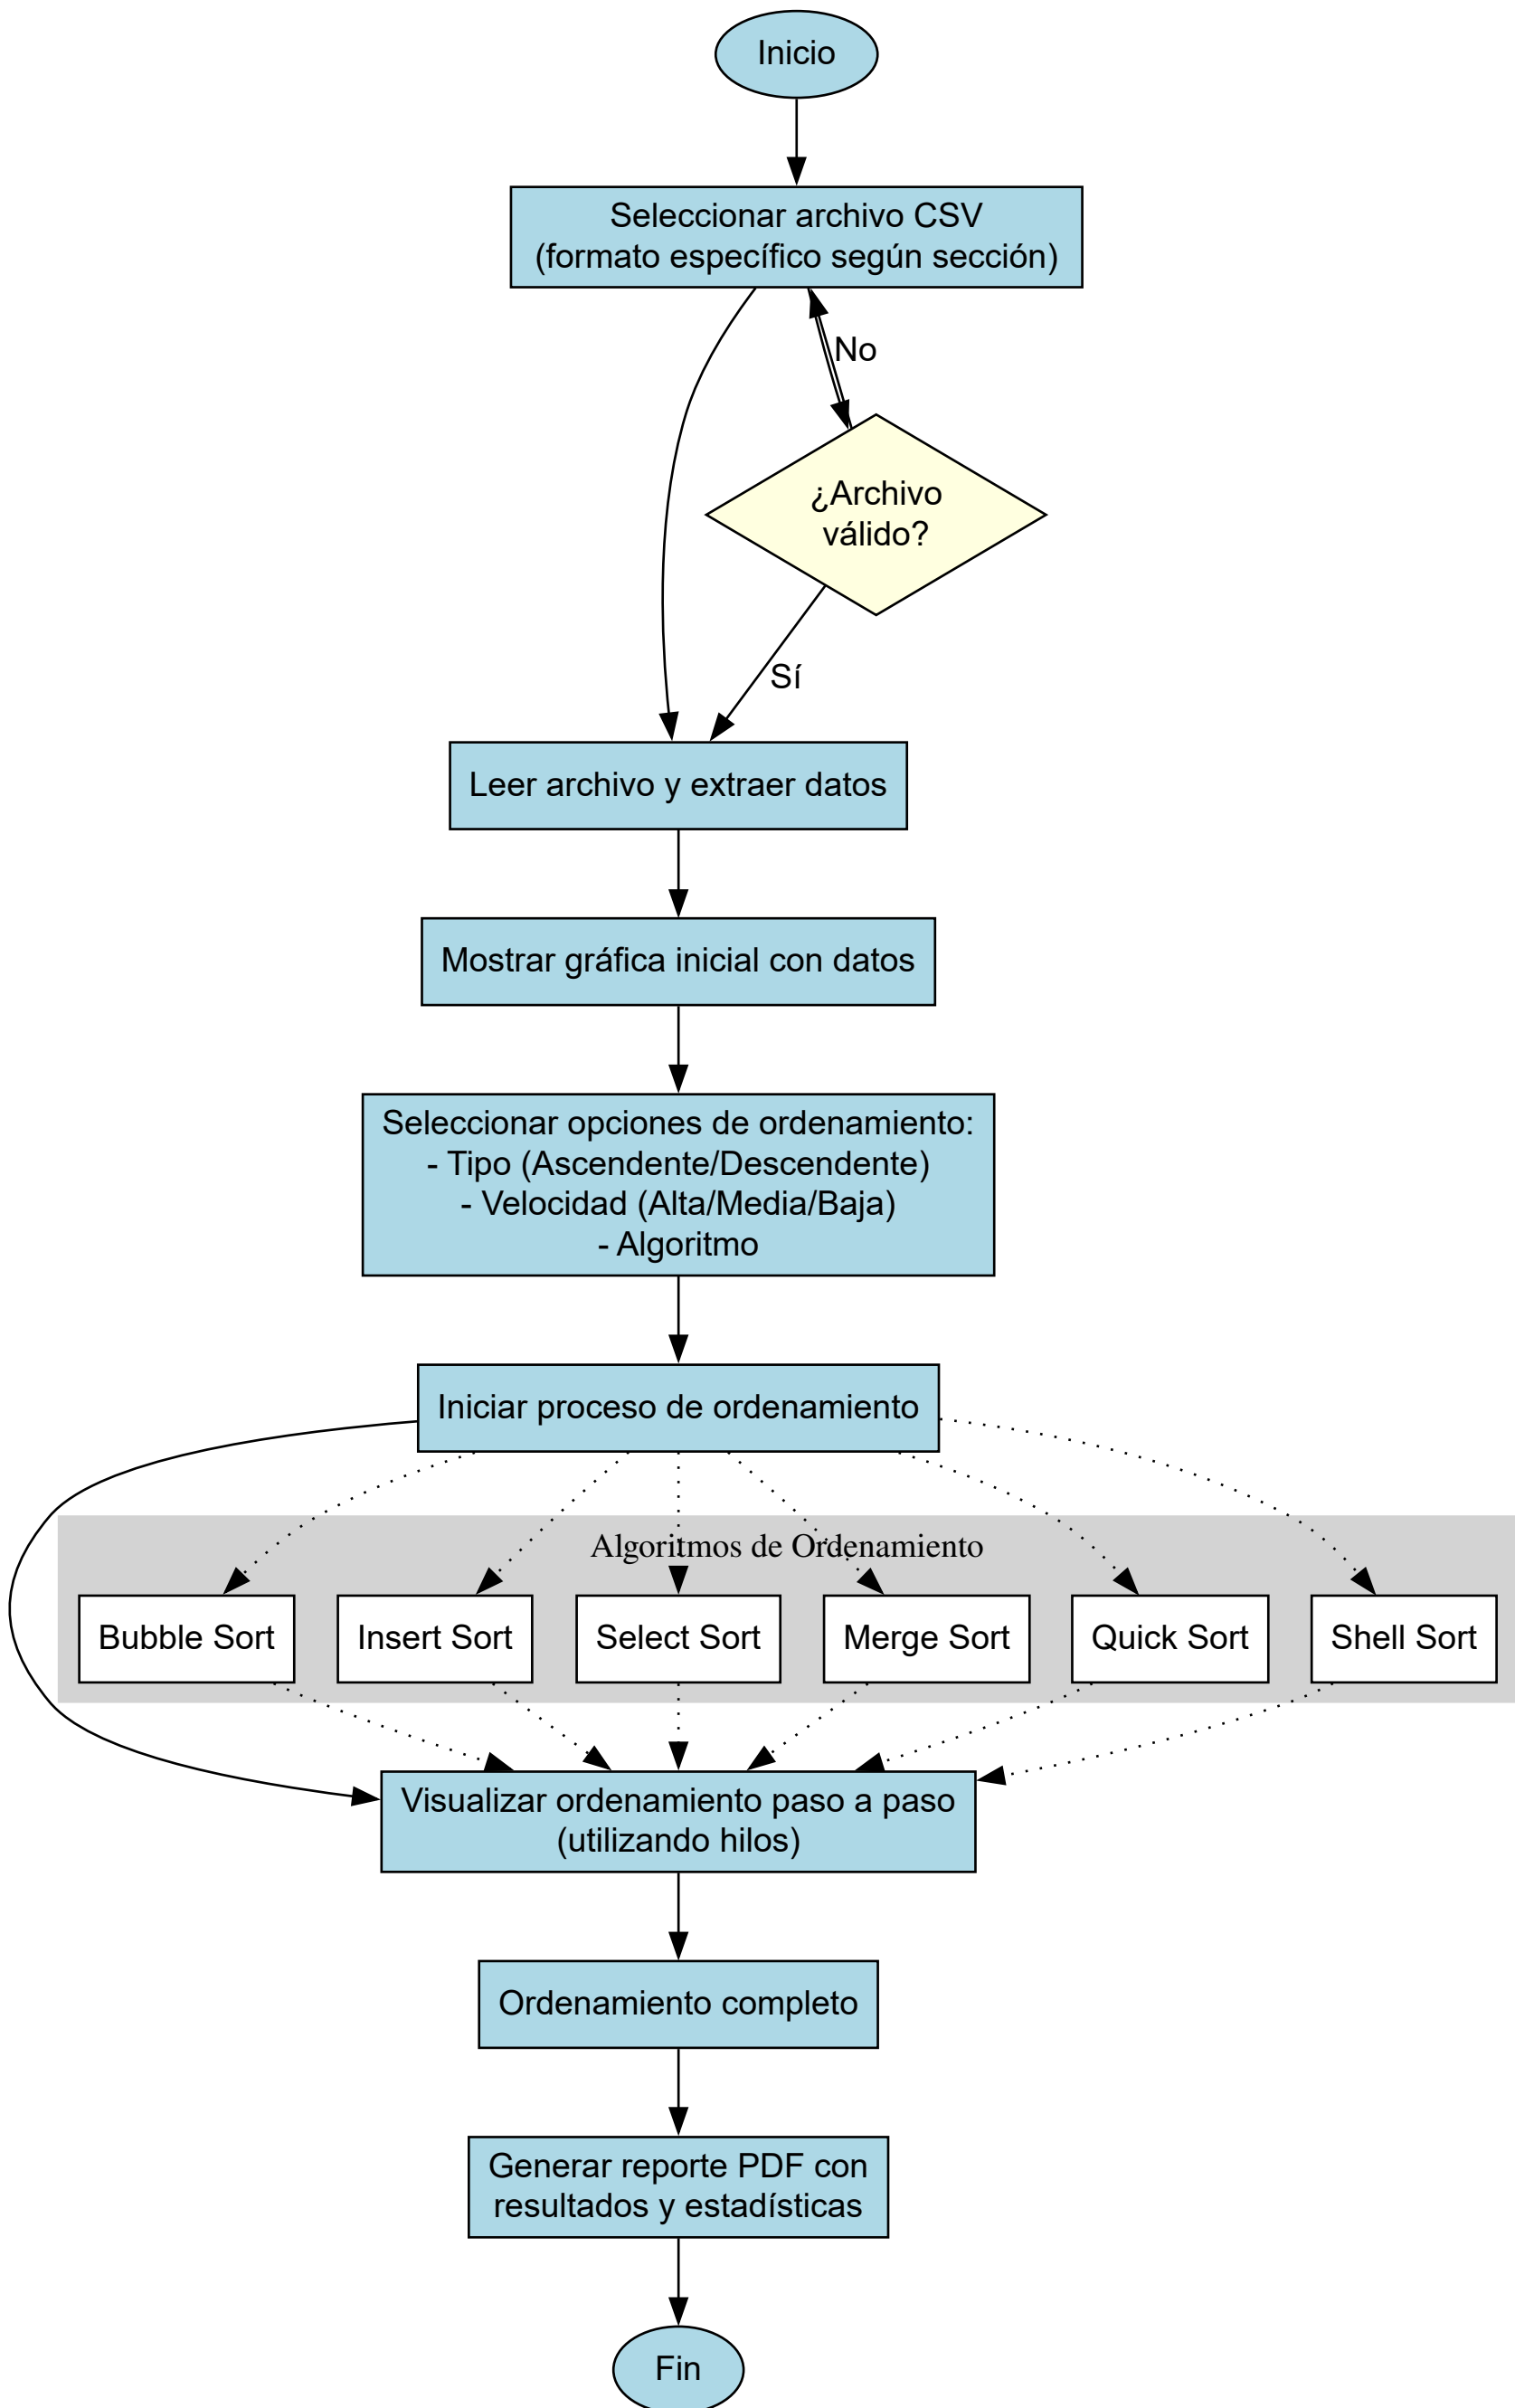 Inicio
Seleccionar archivo CSV
(formato específico según sección)
No
¿Archivo
válido?
Sí
Leer archivo y extraer datos
Mostrar gráfica inicial con datos
Seleccionar opciones de ordenamiento:
- Tipo (Ascendente/Descendente)
- Velocidad (Alta/Media/Baja)
- Algoritmo
Iniciar proceso de ordenamiento
Algoritmos de Ordenamiento
Bubble Sort
Insert Sort
Select Sort
Merge Sort
Quick Sort
Shell Sort
Visualizar ordenamiento paso a paso
(utilizando hilos)
Ordenamiento completo
Generar reporte PDF con
resultados y estadísticas
Fin